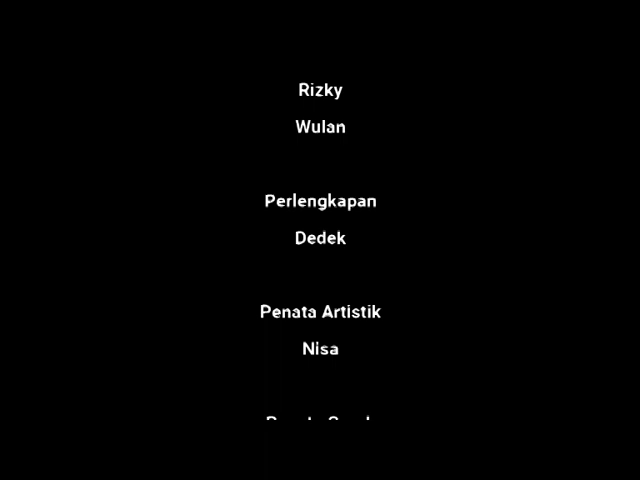 Rizky
Wulan
Perlengkapan
Dedek
Penata Artistik
Nisa